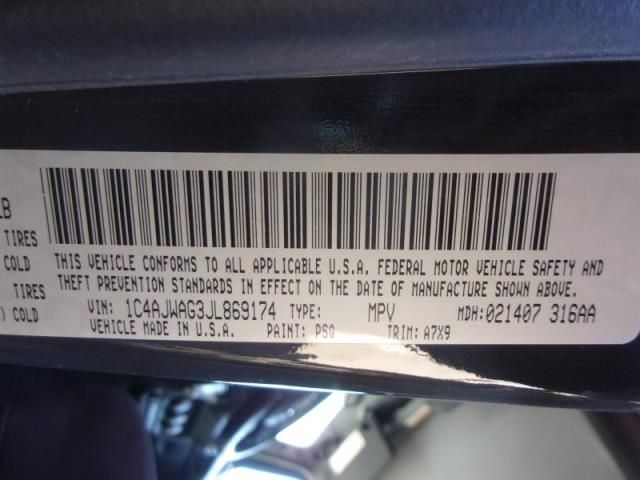 LB
TIRES
COLD THIS VEHICLE CONFORMS TO ALL APPLICABLE U.S.A. FEDERAL MOTOR VEHICLE SAFETY AND
TIRES THEFT PREVENTION STANDARDS IN EFFECT ON THE DATE OF MANUFACTURE SHOWN ABOVE.
) COLD VIN: 1C4AJWAG3JL869174 TYPE: MPV MDH: 021407 316AA
VEHICLE MADE IN U.S.A. PAINT: PSQ TRIM: A7X9